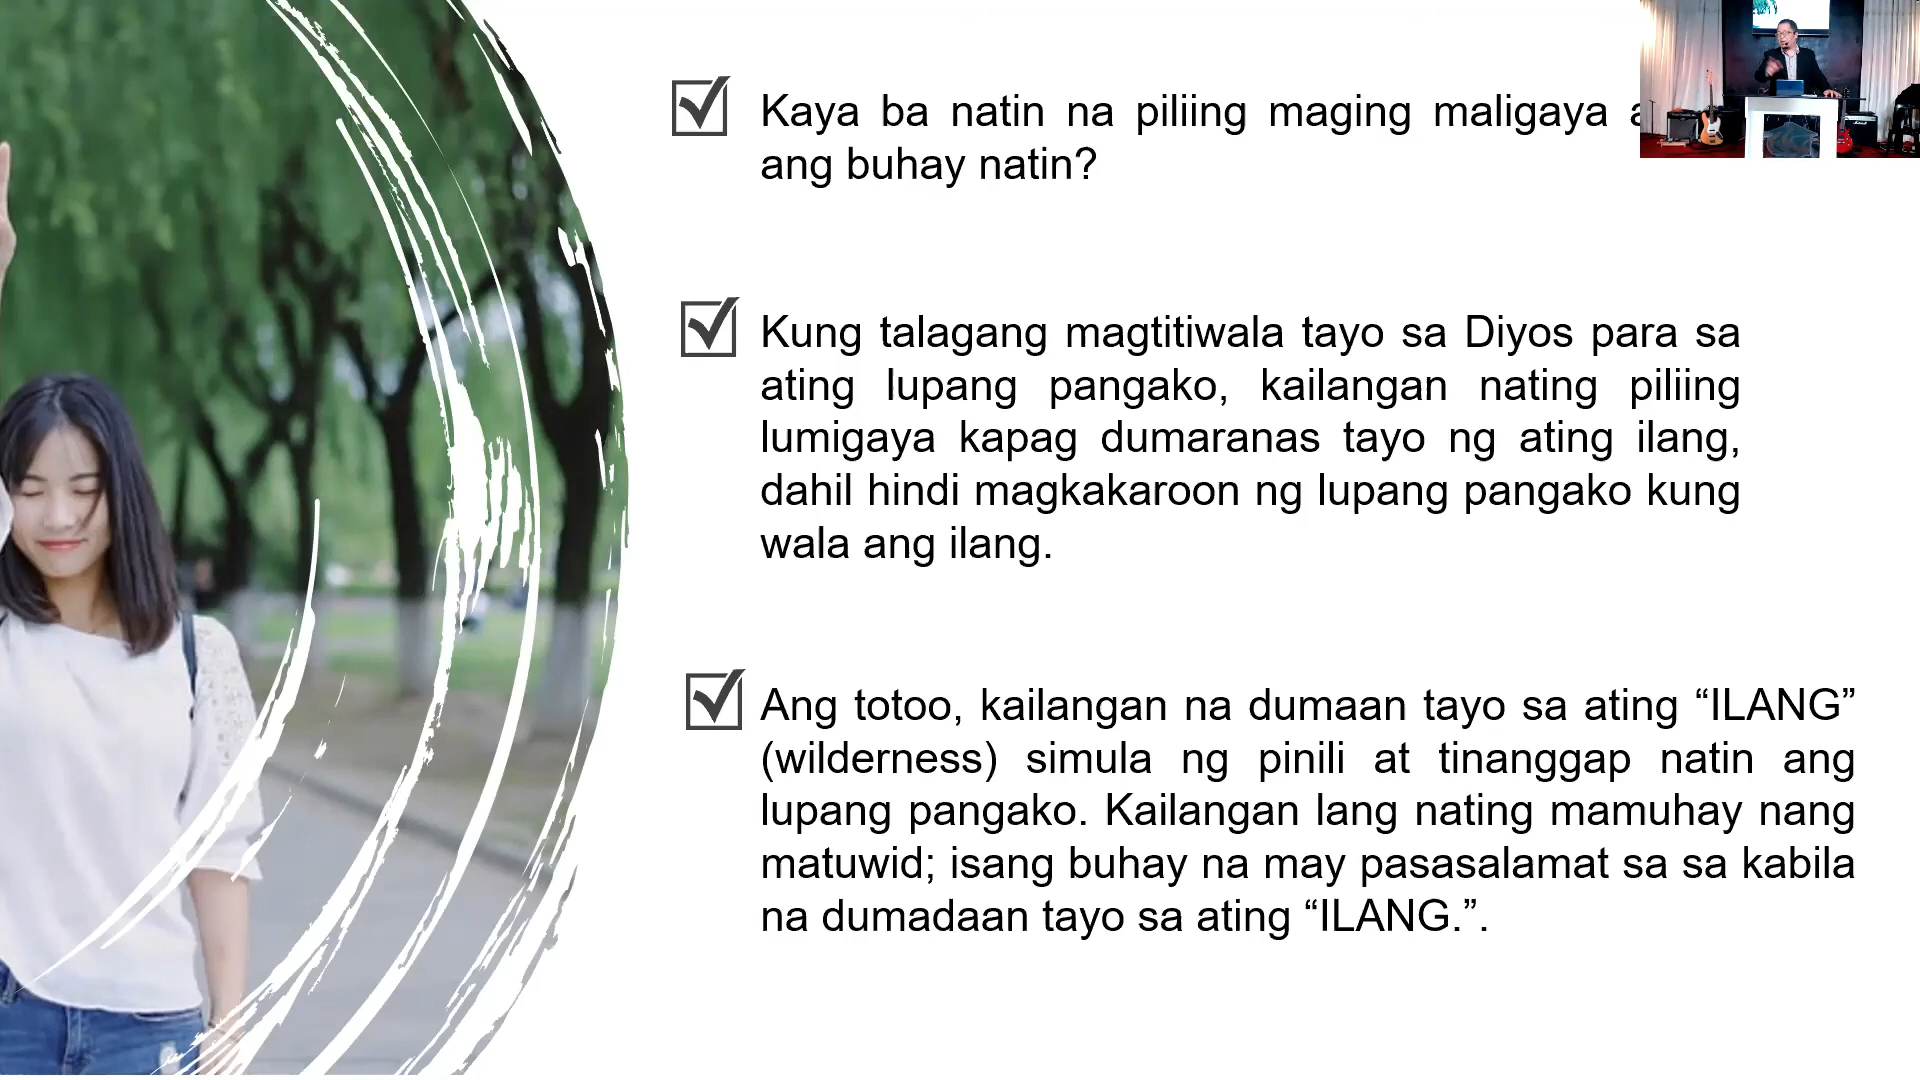 Kaya ba natin na piliing maging maligaya
ang buhay natin?
Kung talagang magtitiwala tayo sa Diyos para sa
ating lupang pangako, kailangan nating piliing
lumigaya kapag dumaranas tayo ng ating ilang,
dahil hindi magkakaroon ng lupang pangako kung
wala ang ilang.
Ang totoo, kailangan na dumaan tayo sa ating “ILANG”
(wilderness) simula ng pinili at tinanggap natin ang
lupang pangako. Kailangan lang nating mamuhay nang
matuwid; isang buhay na may pasasalamat sa sa kabila
na dumadaan tayo sa ating “ILANG.”.